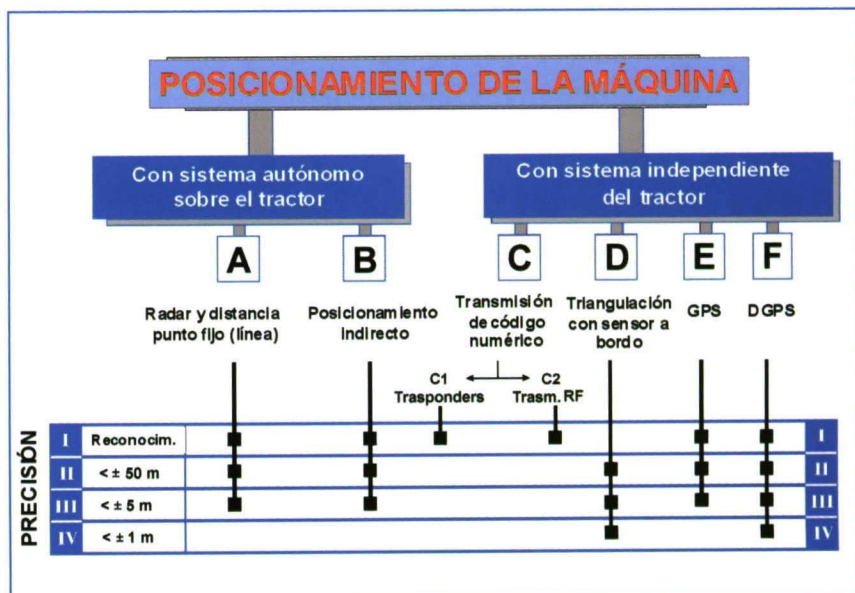 POSICIONAMIENTO DE LA MÁQUINA
Con sistema autónomo
sobre el tractor
Con sistema independiente
del tractor
A
B
C
D
E
F
Radar y distancia
punto fijo (línea)
Posicionamiento
indirecto
Transmisión
de código
numérico
Triangulación
con sensor a
bordo
GPS
DGPS
C1
Trasponders
C2
Trasm. RF
PRECISIÓN
I Reconocim. I
II < ± 50 m II
III < ± 5 m III
IV < ± 1 m IV